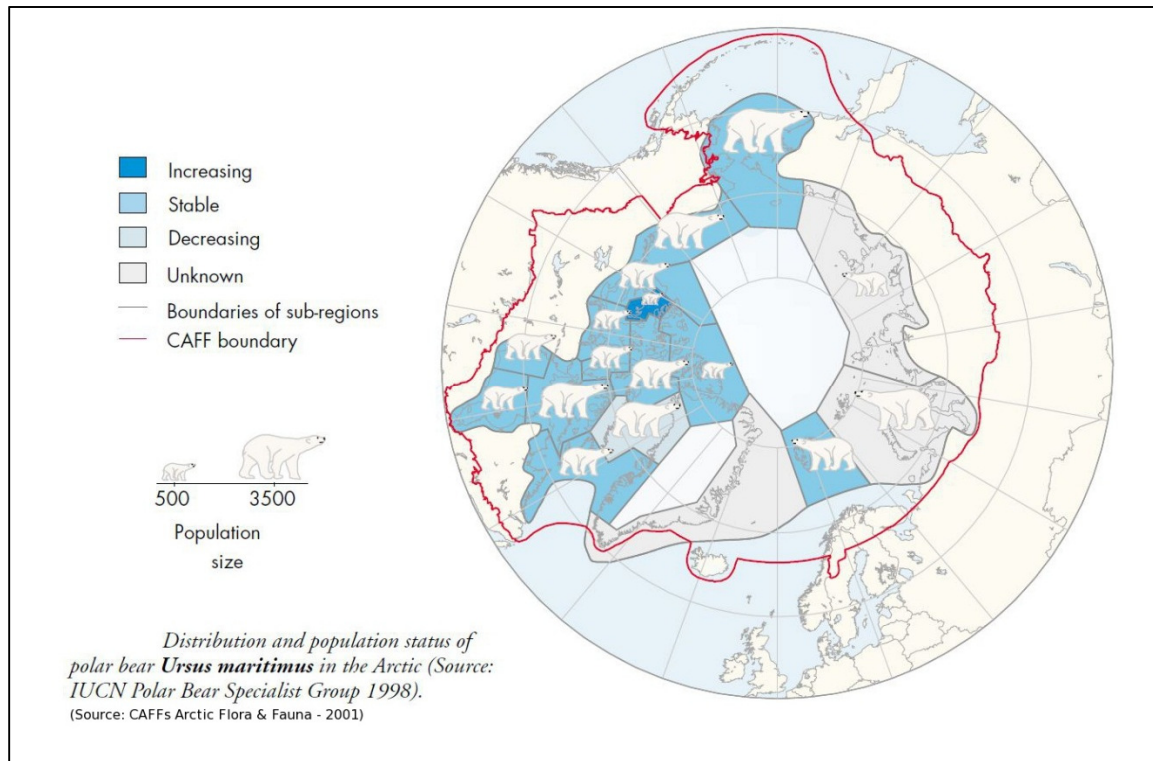 Increasing
Stable
Decreasing
Unknown
Boundaries of sub-regions
CAFF boundary
500 3500
Population
size
Distribution and population status of
polar bear Ursus maritimus in the Arctic (Source:
IUCN Polar Bear Specialist Group 1998).
(Source: CAFFs Arctic Flora & Fauna - 2001)